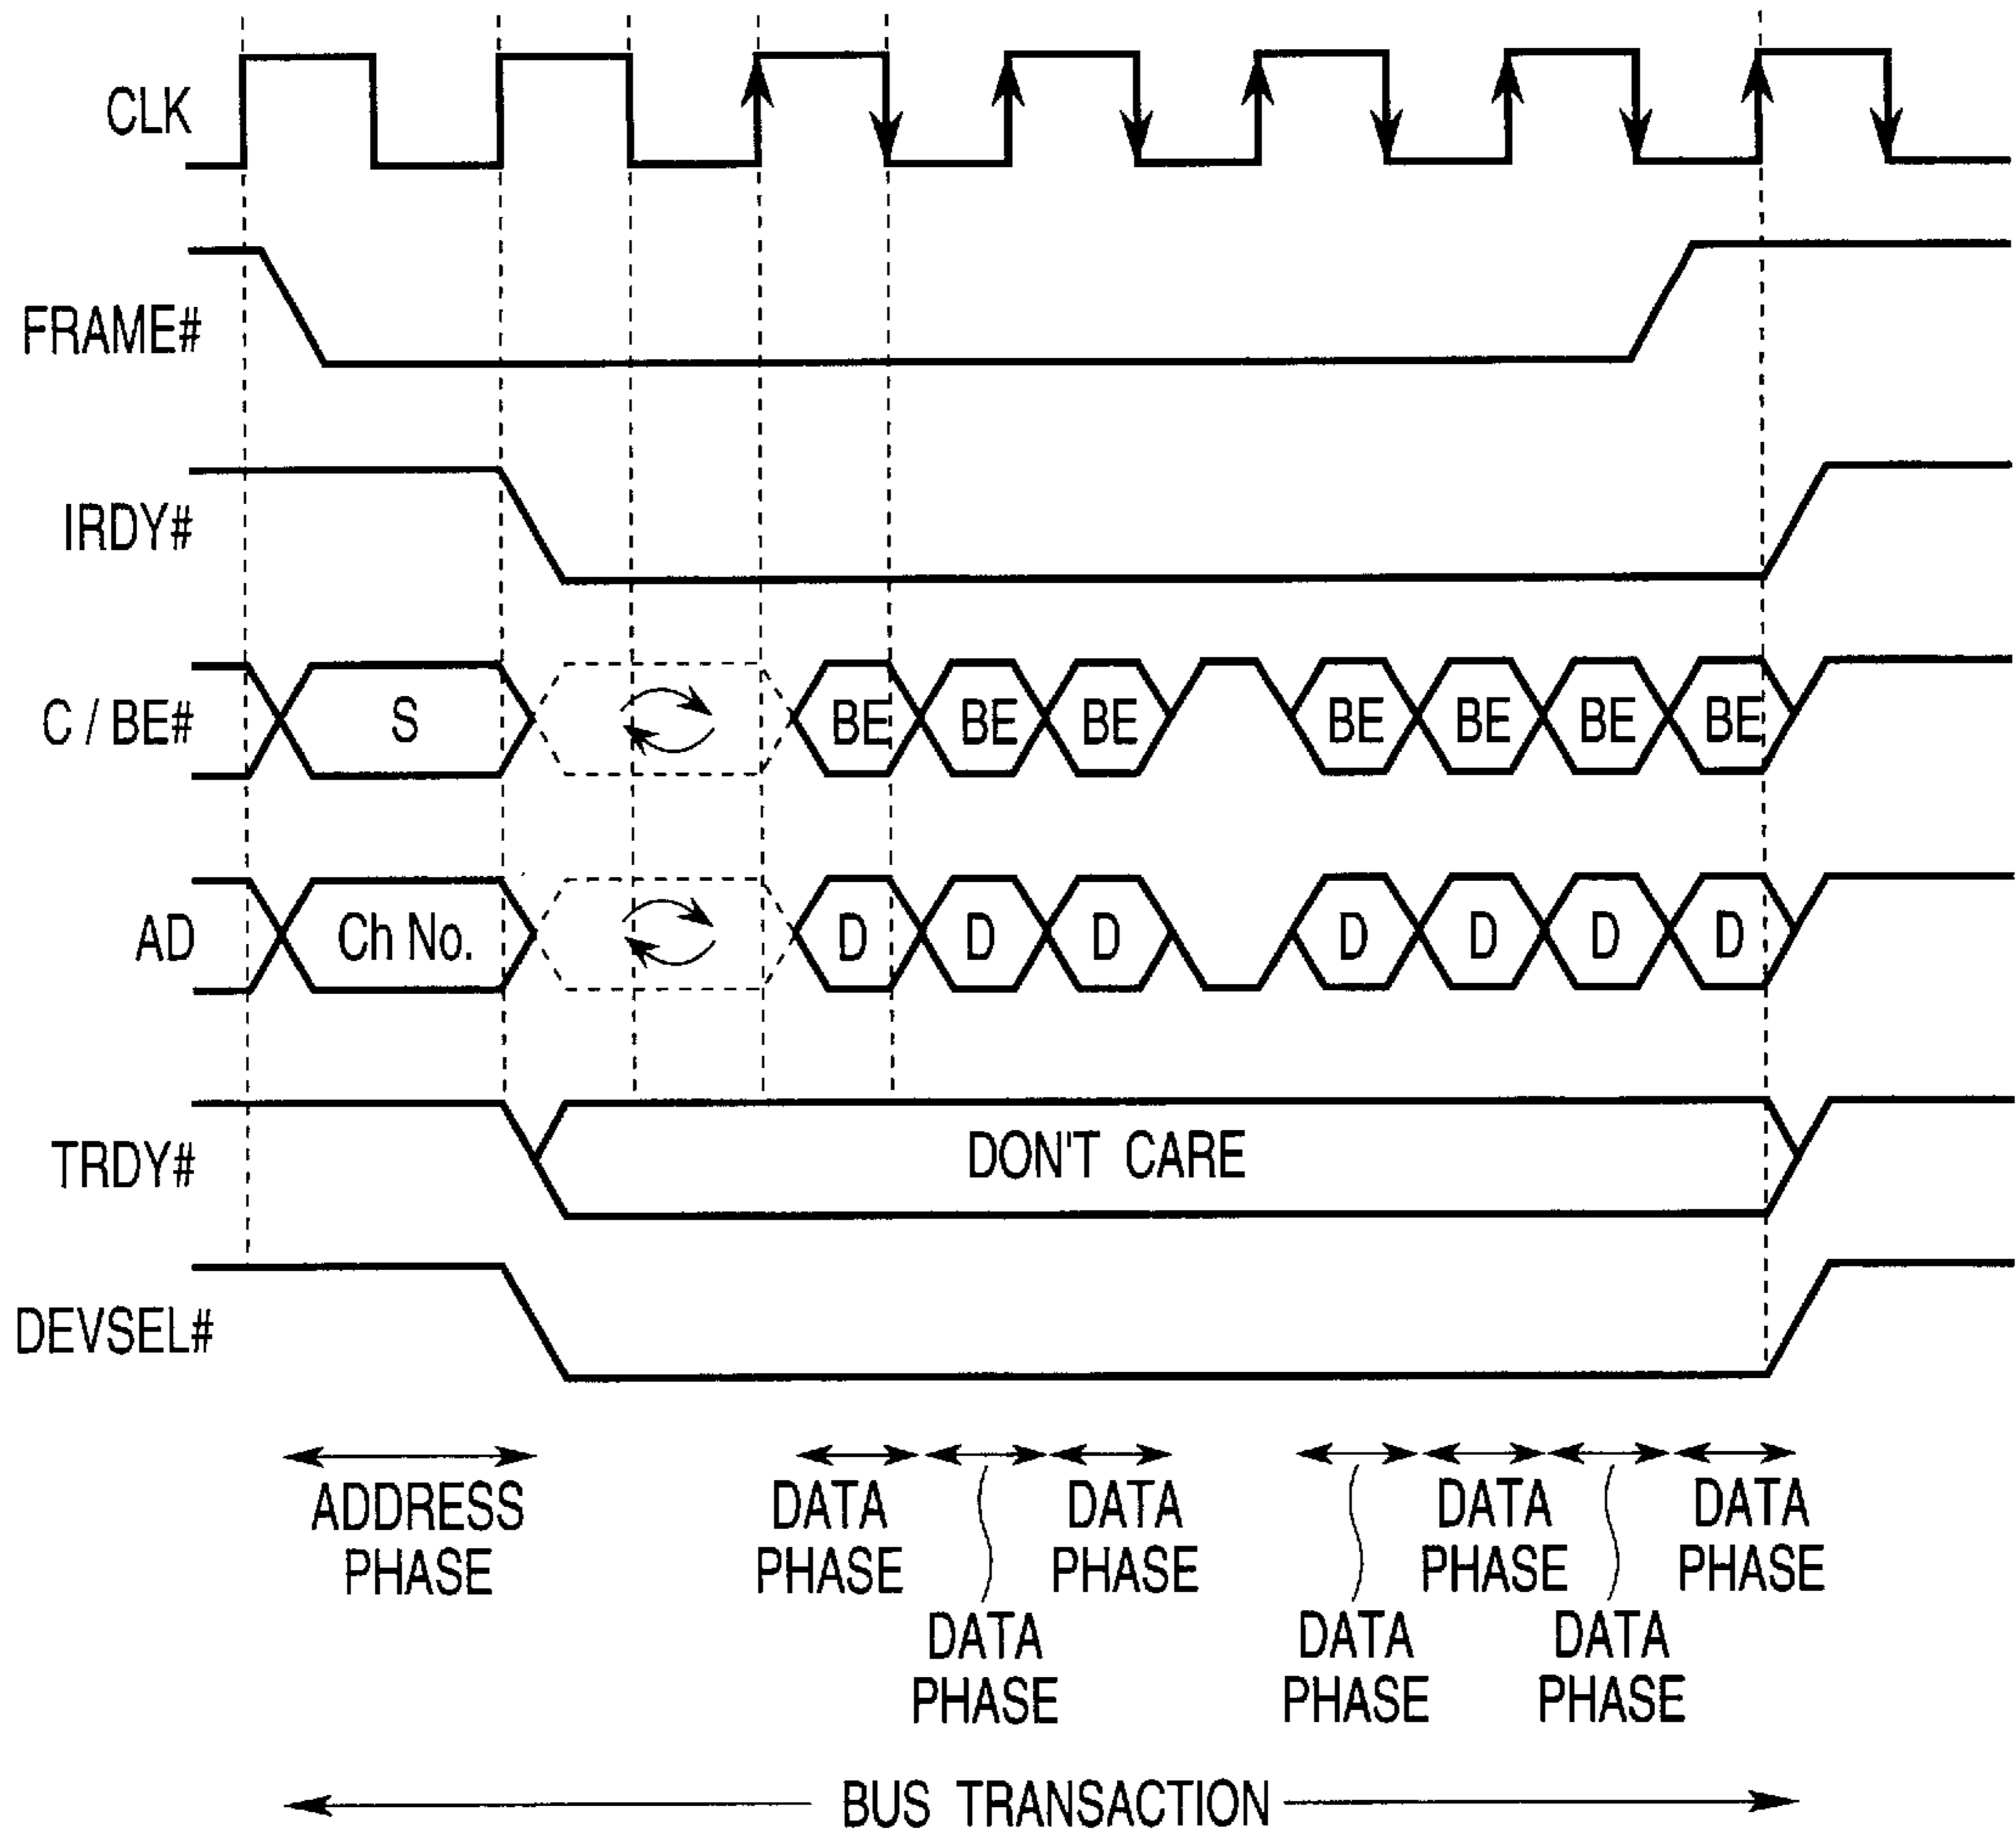 CLK
FRAME#
IRDY#
C / BE# S BE BE BE BE BE BE BE
AD Ch No. D D D D D D D
TRDY# DON'T CARE
DEVSEL#
ADDRESS PHASE
DATA PHASE
DATA PHASE
DATA PHASE
DATA PHASE
DATA PHASE
DATA PHASE
DATA PHASE
BUS TRANSACTION